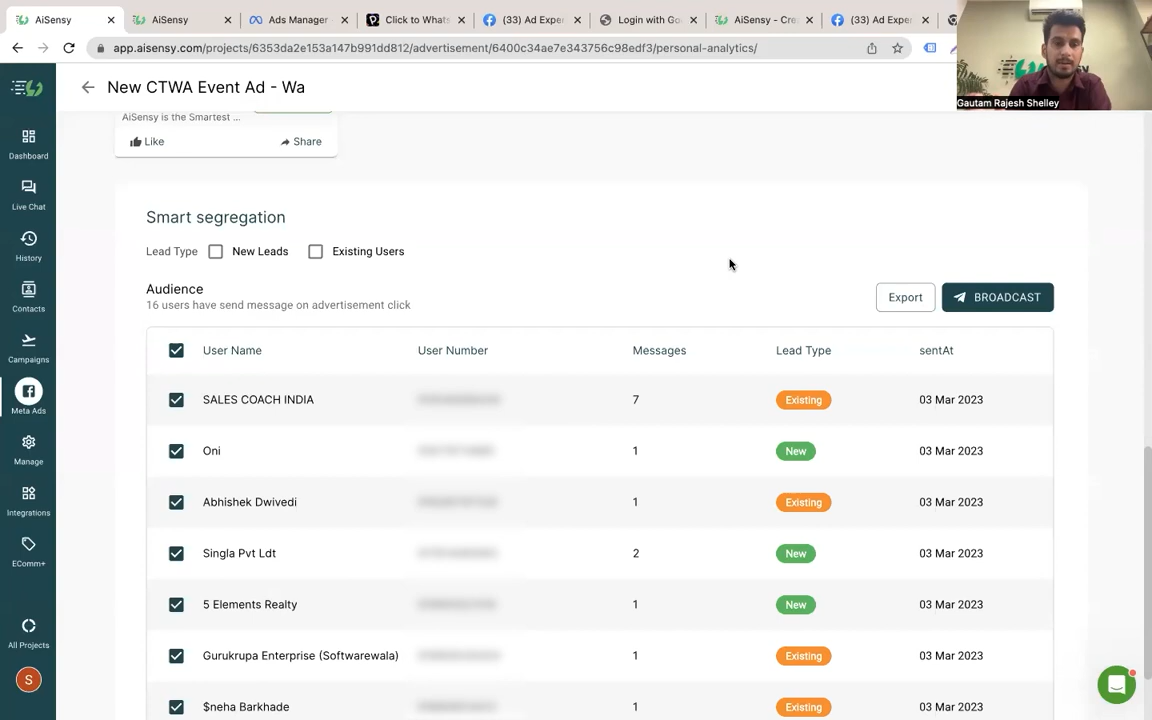 AiSensy
AiSensy
Ads Manager
Click to Whats
(33) Ad Exper
Login with Go
AiSensy - Cre
(33) Ad Exper
app.aisensy.com/projects/6353da2e153a147b991dd812/advertisement/6400c34ae7e343756c98edf3/personal-analytics/
New CTWA Event Ad - Wa
Gautam Rajesh Shelley
AiSensy is the Smartest ...
Like
Share
Dashboard
Live Chat
History
Contacts
Campaigns
Meta Ads
Manage
Integrations
EComm+
All Projects
S
Smart segregation
Lead Type New Leads Existing Users
Audience
16 users have send message on advertisement click
Export
BROADCAST
User Name User Number Messages Lead Type sentAt
SALES COACH INDIA 7 Existing 03 Mar 2023
Oni 1 New 03 Mar 2023
Abhishek Dwivedi 1 Existing 03 Mar 2023
Singla Pvt Ldt 2 New 03 Mar 2023
5 Elements Realty 1 New 03 Mar 2023
Gurukrupa Enterprise (Softwarewala) 1 Existing 03 Mar 2023
$neha Barkhade 1 Existing 03 Mar 2023